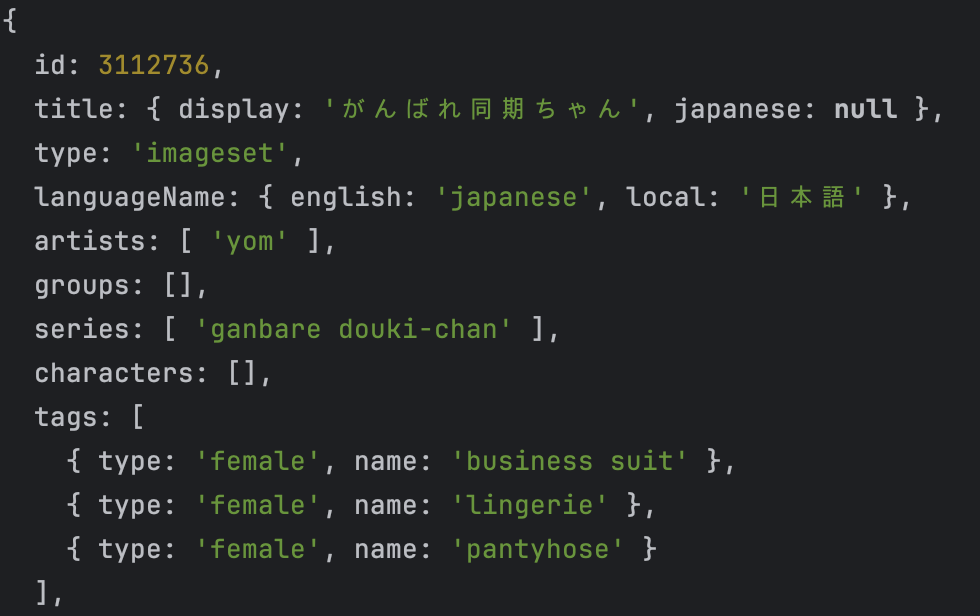 {
  id: 3112736,
  title: { display: 'がんばれ同期ちゃん', japanese: null },
  type: 'imageset',
  languageName: { english: 'japanese', local: '日本語' },
  artists: [ 'yom' ],
  groups: [],
  series: [ 'ganbare douki-chan' ],
  characters: [],
  tags: [
    { type: 'female', name: 'business suit' },
    { type: 'female', name: 'lingerie' },
    { type: 'female', name: 'pantyhose' }
  ],